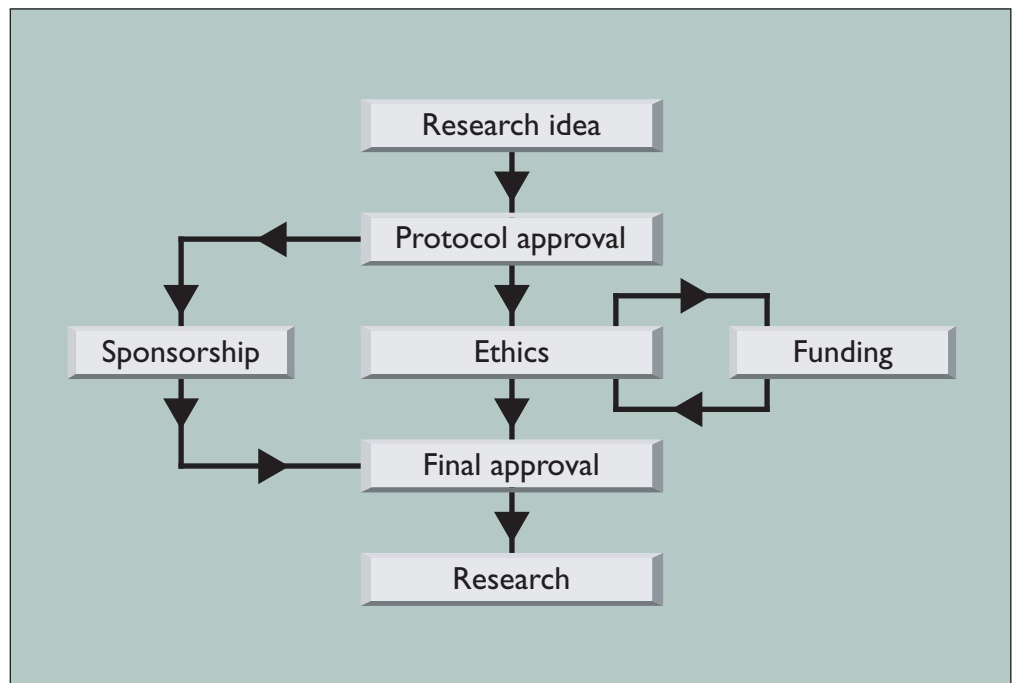 Research idea
Protocol approval
Sponsorship
Ethics
Funding
Final approval
Research